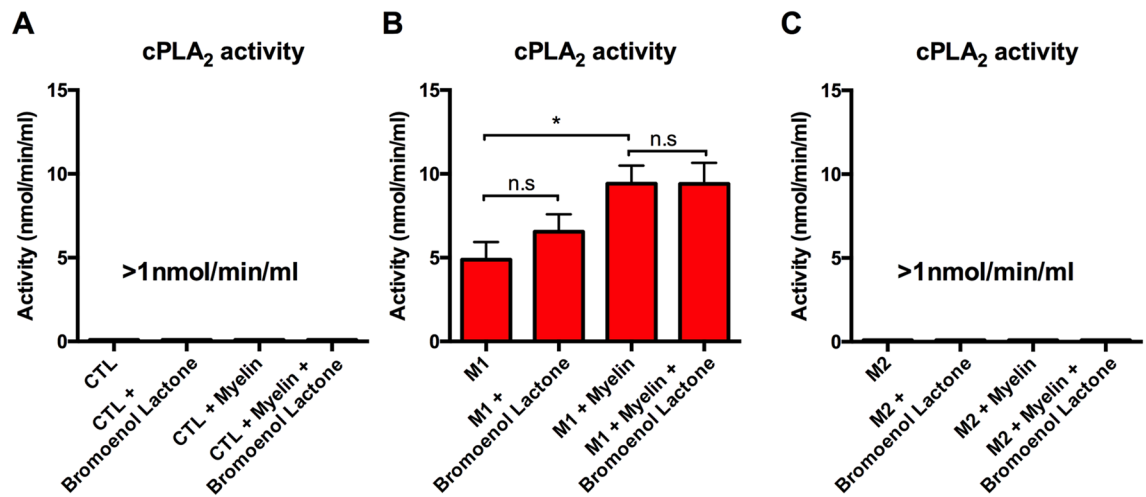 A
cPLA2 activity
Activity (nmol/min/ml)
15
10
5
0
>1nmol/min/ml
CTL
CTL +
Bromoenol Lactone
CTL + Myelin
CTL + Myelin +
Bromoenol Lactone
B
cPLA2 activity
Activity (nmol/min/ml)
15
10
5
0
n.s
*
n.s
M1
M1 +
Bromoenol Lactone
M1 + Myelin
M1 + Myelin +
Bromoenol Lactone
C
cPLA2 activity
Activity (nmol/min/ml)
15
10
5
0
>1nmol/min/ml
M2
M2 +
Bromoenol Lactone
M2 + Myelin
M2 + Myelin +
Bromoenol Lactone